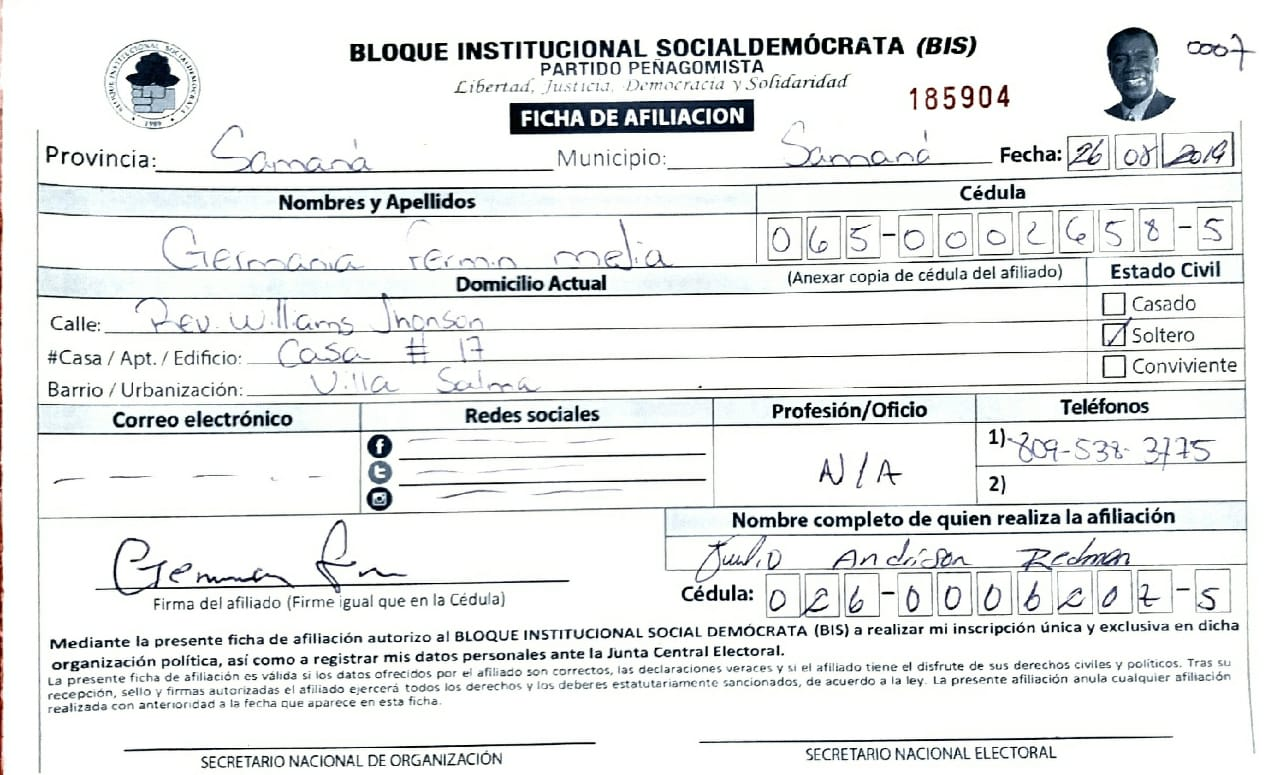 BLOQUE INSTITUCIONAL SOCIALDEMÓCRATA (BIS)
PARTIDO PEÑAGOMISTA
Libertad, Justicia, Democracia y Solidaridad
0007
185904
FICHA DE AFILIACION
BLOQUE INSTITUCIONAL SOCIALDEMOCRATA
1989
Provincia: Samaná Municipio: Samaná Fecha: 26 08 2019
Nombres y Apellidos Cédula
Germania Fermin melia 065-0002658-5
Domicilio Actual (Anexar copia de cédula del afiliado) Estado Civil
Calle: Rev. Willams Jhonson
Casado
#Casa / Apt. / Edificio: Casa # 17
Soltero
Barrio / Urbanización: Villa Salma
Conviviente
Correo electrónico Redes sociales Profesión/Oficio Teléfonos
1) 809-538-3775
N/A
2)
Nombre completo de quien realiza la afiliación
Andrison Redman
Firma del afiliado (Firme igual que en la Cédula)
Cédula: 026-0006207-5
Mediante la presente ficha de afiliación autorizo al BLOQUE INSTITUCIONAL SOCIAL DEMÓCRATA (BIS) a realizar mi inscripción única y exclusiva en dicha
organización política, así como a registrar mis datos personales ante la Junta Central Electoral.
La presente ficha de afiliación es válida si los datos ofrecidos por el afiliado son correctos, las declaraciones veraces y si el afiliado tiene el disfrute de sus derechos civiles y políticos. Tras su
recepción, sello y firmas autorizadas el afiliado ejercerá todos los derechos y los deberes estatutariamente sancionados, de acuerdo a la ley. La presente afiliación anula cualquier afiliación
realizada con anterioridad a la fecha que aparece en esta ficha.
SECRETARIO NACIONAL DE ORGANIZACIÓN SECRETARIO NACIONAL ELECTORAL